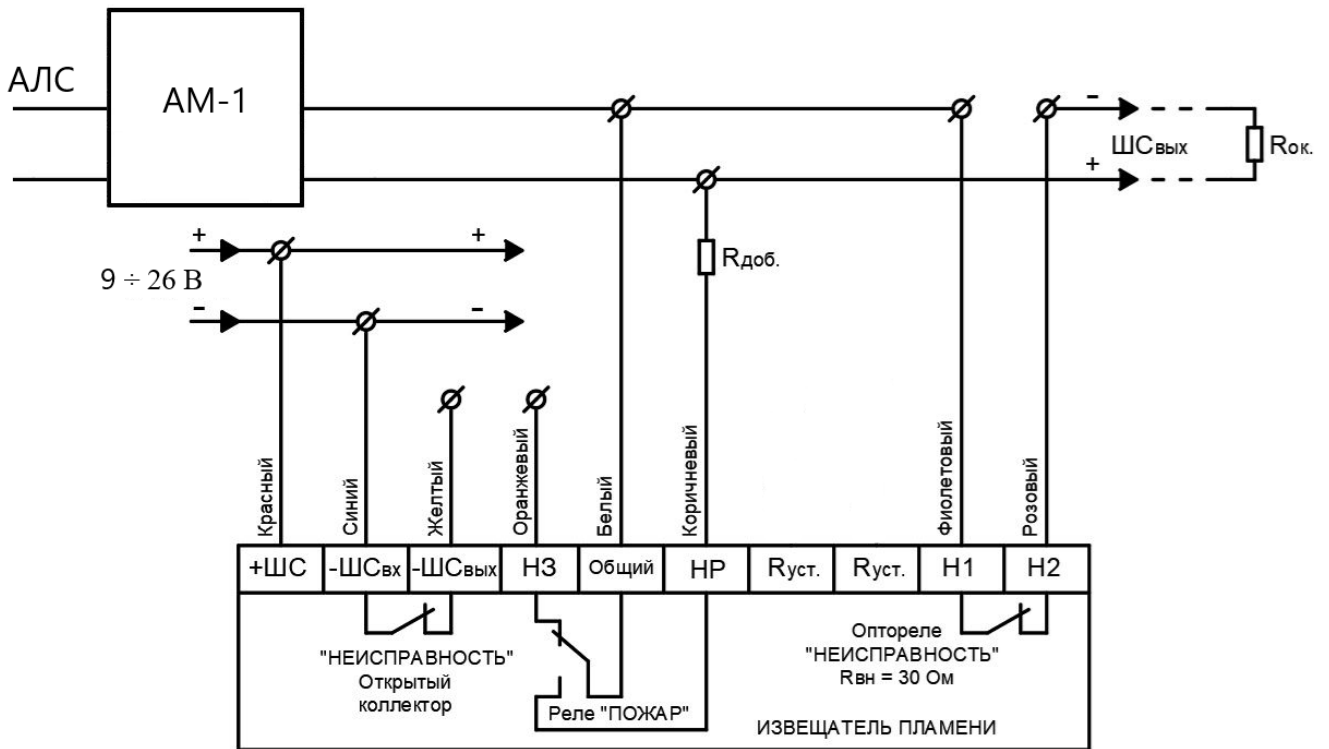 АЛС
АМ-1
-
ШСвых
+
Rок.
+
+
9 ÷ 26 В
-
-
Rдоб.
Красный
Синий
Желтый
Оранжевый
Белый
Коричневый
Фиолетовый
Розовый
+ШС
-ШСвх
-ШСвых
НЗ
Общий
НР
Rуст.
Rуст.
Н1
Н2
"НЕИСПРАВНОСТЬ"
Открытый
коллектор
Реле "ПОЖАР"
Оптореле
"НЕИСПРАВНОСТЬ"
Rвн = 30 Ом
ИЗВЕЩАТЕЛЬ ПЛАМЕНИ